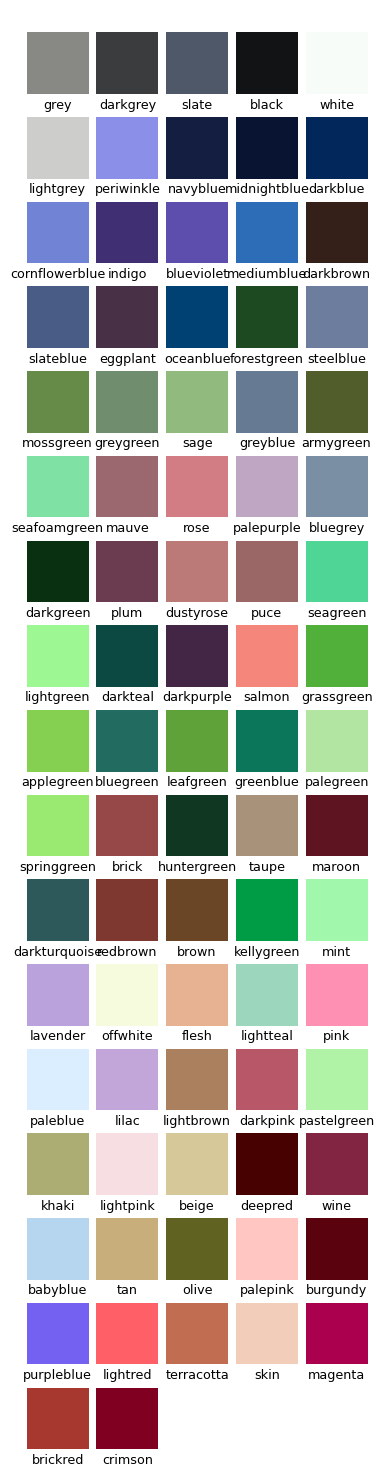 grey darkgrey slate black white
lightgrey periwinkle navyblue midnightblue darkblue
cornflowerblue indigo blueviolet mediumblue darkbrown
slateblue eggplant oceanblue forestgreen steelblue
mossgreen greygreen sage greyblue armygreen
seafoamgreen mauve rose palepurple bluegrey
darkgreen plum dustyrose puce seagreen
lightgreen darkteal darkpurple salmon grassgreen
applegreen bluegreen leafgreen greenblue palegreen
springgreen brick huntergreen taupe maroon
darkturquoise redbrown brown kellygreen mint
lavender offwhite flesh lightteal pink
paleblue lilac lightbrown darkpink pastelgreen
khaki lightpink beige deepred wine
babyblue tan olive palepink burgundy
purpleblue lightred terracotta skin magenta
brickred crimson